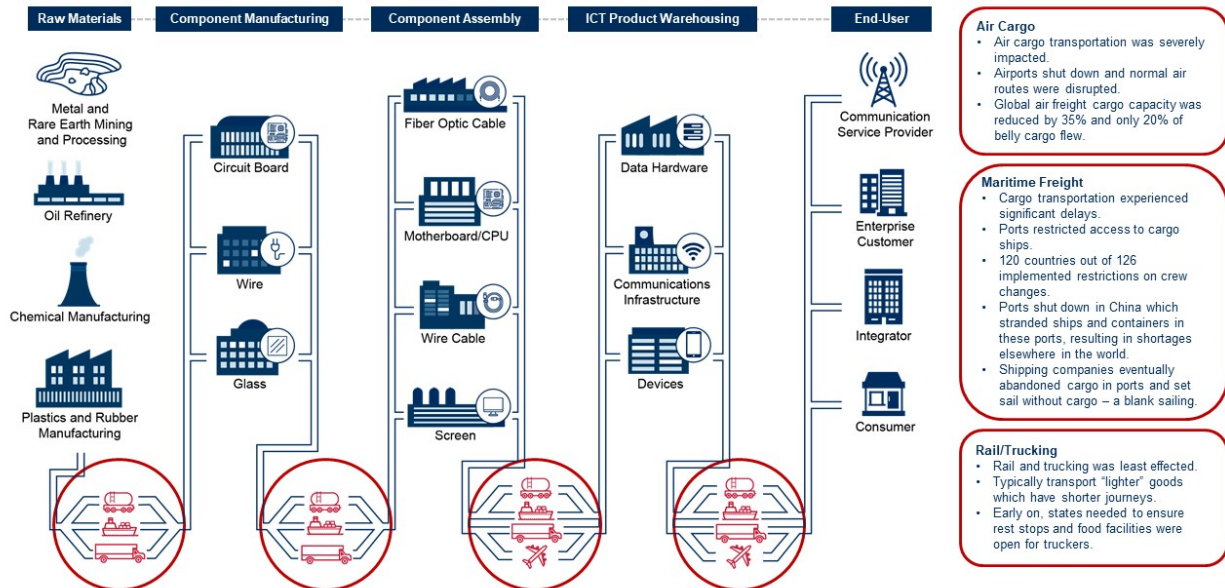 Raw Materials
Component Manufacturing
Component Assembly
ICT Product Warehousing
End-User
Metal and
Rare Earth Mining
and Processing
Oil Refinery
Chemical Manufacturing
Plastics and Rubber
Manufacturing
Circuit Board
Wire
Glass
Fiber Optic Cable
Motherboard/CPU
Wire Cable
Screen
Data Hardware
Communications
Infrastructure
Devices
Communication
Service Provider
Enterprise
Customer
Integrator
Consumer
Air Cargo
• Air cargo transportation was severely
impacted.
• Airports shut down and normal air
routes were disrupted.
• Global air freight cargo capacity was
reduced by 35% and only 20% of
belly cargo flew.
Maritime Freight
• Cargo transportation experienced
significant delays.
• Ports restricted access to cargo
ships.
• 120 countries out of 126
implemented restrictions on crew
changes.
• Ports shut down in China which
stranded ships and containers in
these ports, resulting in shortages
elsewhere in the world.
• Shipping companies eventually
abandoned cargo in ports and set
sail without cargo – a blank sailing.
Rail/Trucking
• Rail and trucking was least effected.
• Typically transport “lighter” goods
which have shorter journeys.
• Early on, states needed to ensure
rest stops and food facilities were
open for truckers.